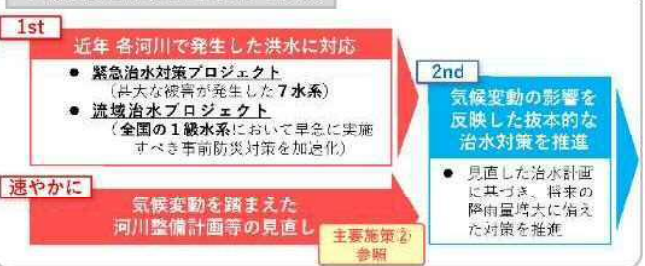 1st
近年 各河川で発生した洪水に対応
● 緊急治水対策プロジェクト
（甚大な被害が発生した７水系）
● 流域治水プロジェクト
（全国の１級水系において早急に実施
すべき事前防災対策を加速化）
速やかに
気候変動を踏まえた
河川整備計画等の見直し
主要施策②
参照
2nd
気候変動の影響を
反映した抜本的な
治水対策を推進
● 見直した治水計画
に基づき、将来の
降雨量増大に備え
た対策を推進